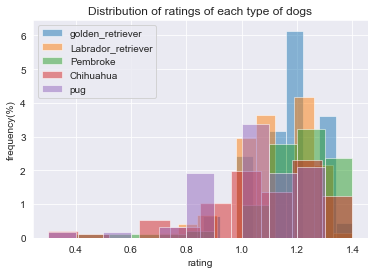 Distribution of ratings of each type of dogs
golden_retriever
Labrador_retriever
Pembroke
Chihuahua
pug
frequency(%)
6
5
4
3
2
1
0
0.4 0.6 0.8 1.0 1.2 1.4
rating